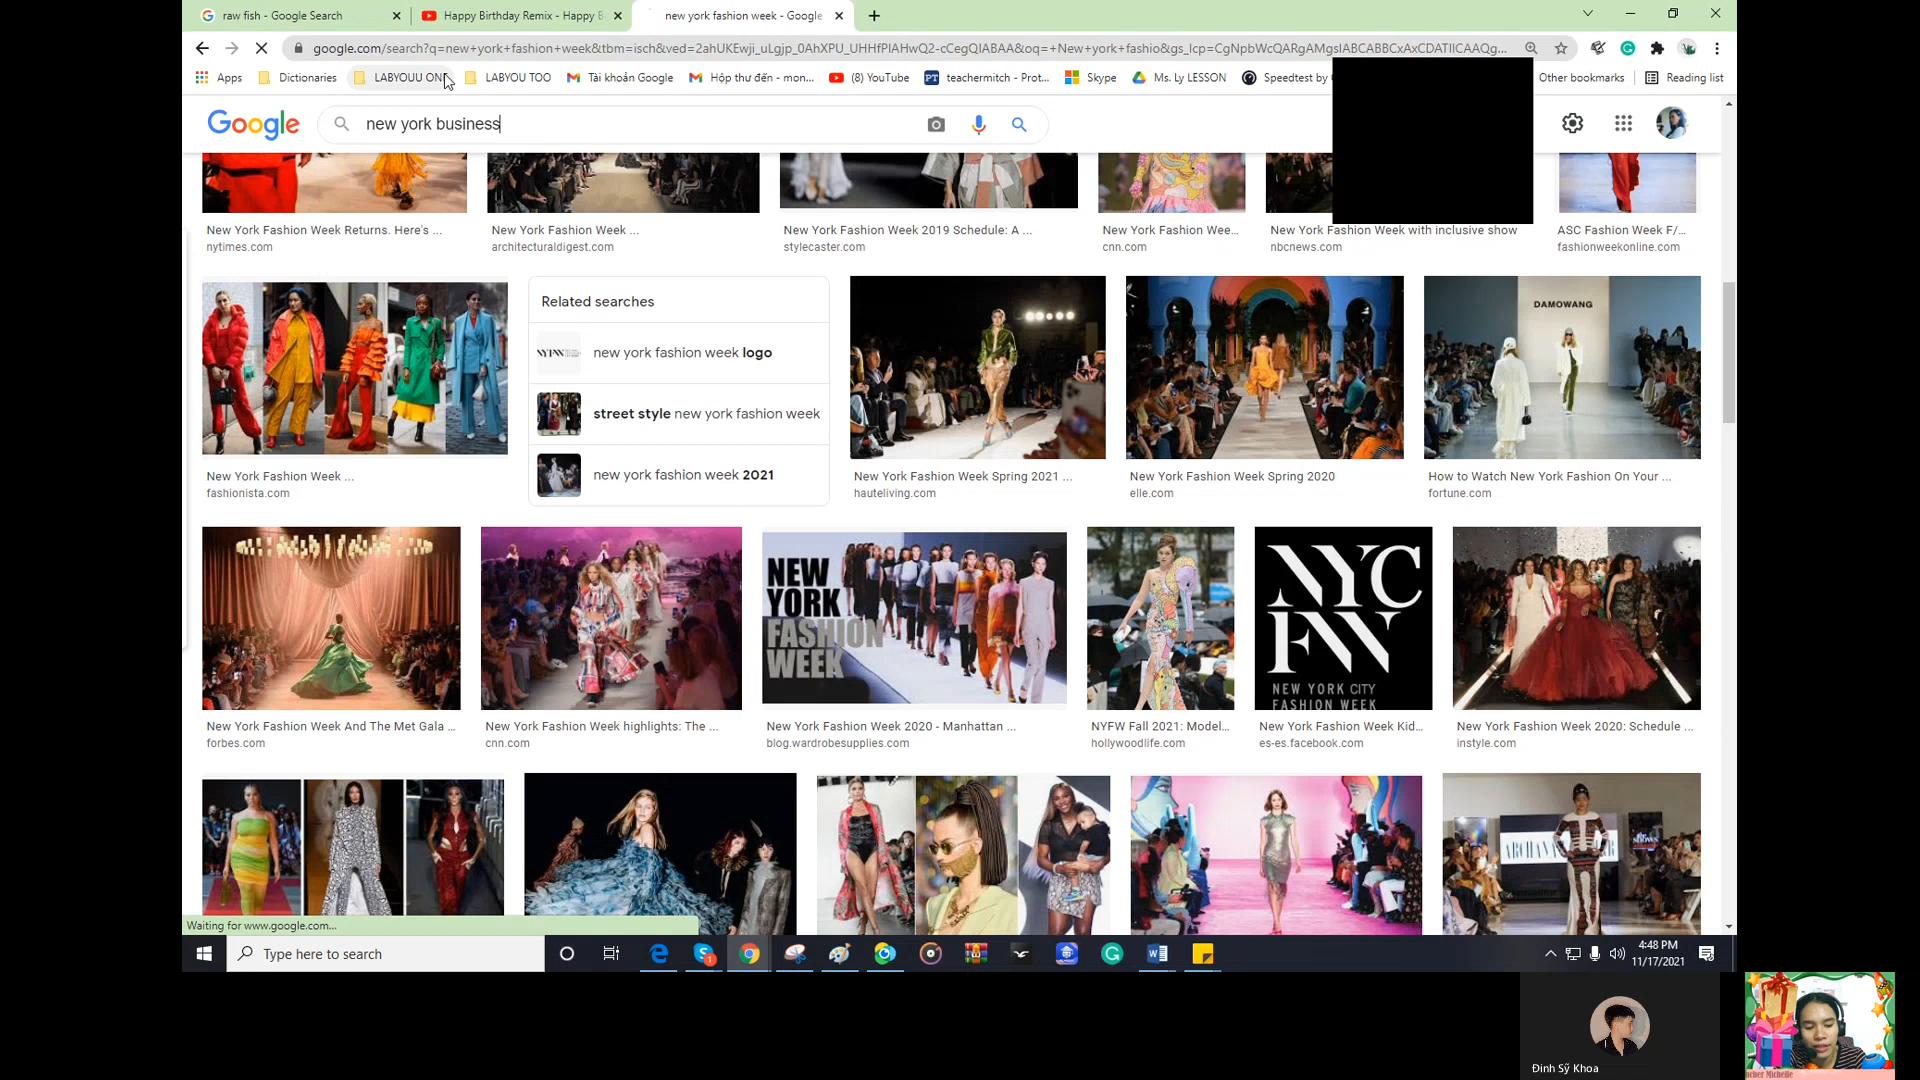 raw fish - Google Search
Happy Birthday Remix - Happy B
new york fashion week - Google
google.com/search?q=new+york+fashion+week&tbm=isch&ved=2ahUKEwji_uLgjp_0AhXPU_UHHfPIAHwQ2-cCegQIABAA&oq=+New+york+fashio&gs_lcp=CgNpbWcQARgAMgsIABCABBCxAxCDATIICAAQg...
Apps
Dictionaries
LABYOUU ONE
LABYOU TOO
Tài khoản Google
Hộp thư đến - mon...
(8) YouTube
PT
teachermitch - Prot...
Skype
Ms. Ly LESSON
Speedtest by
Other bookmarks
Reading list
Google
new york business
New York Fashion Week Returns. Here's ...
nytimes.com
New York Fashion Week ...
architecturaldigest.com
New York Fashion Week 2019 Schedule: A ...
stylecaster.com
New York Fashion Wee...
cnn.com
New York Fashion Week with inclusive show
nbcnews.com
ASC Fashion Week F/...
fashionweekonline.com
Related searches
new york fashion week logo
street style new york fashion week
new york fashion week 2021
DAMOWANG
New York Fashion Week ...
fashionista.com
New York Fashion Week Spring 2021 ...
hauteliving.com
New York Fashion Week Spring 2020
elle.com
How to Watch New York Fashion On Your ...
fortune.com
NEW
YORK
FASHION
WEEK
NYC
FW
NEW YORK CITY
FASHION WEEK
New York Fashion Week And The Met Gala ...
forbes.com
New York Fashion Week highlights: The ...
cnn.com
New York Fashion Week 2020 - Manhattan ...
blog.wardrobesupplies.com
NYFW Fall 2021: Model...
hollywoodlife.com
New York Fashion Week Kid...
es-es.facebook.com
New York Fashion Week 2020: Schedule ...
instyle.com
Waiting for www.google.com...
Type here to search
1
4:48 PM
11/17/2021
Đinh Sỹ Khoa